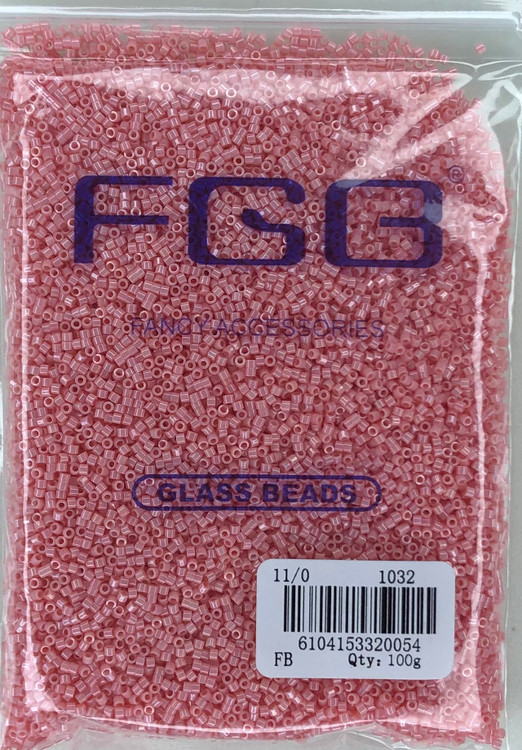 FGB®
FANCY ACCESSORIES
GLASS BEADS
11/0 1032
6104153320054
FB Qty: 100g